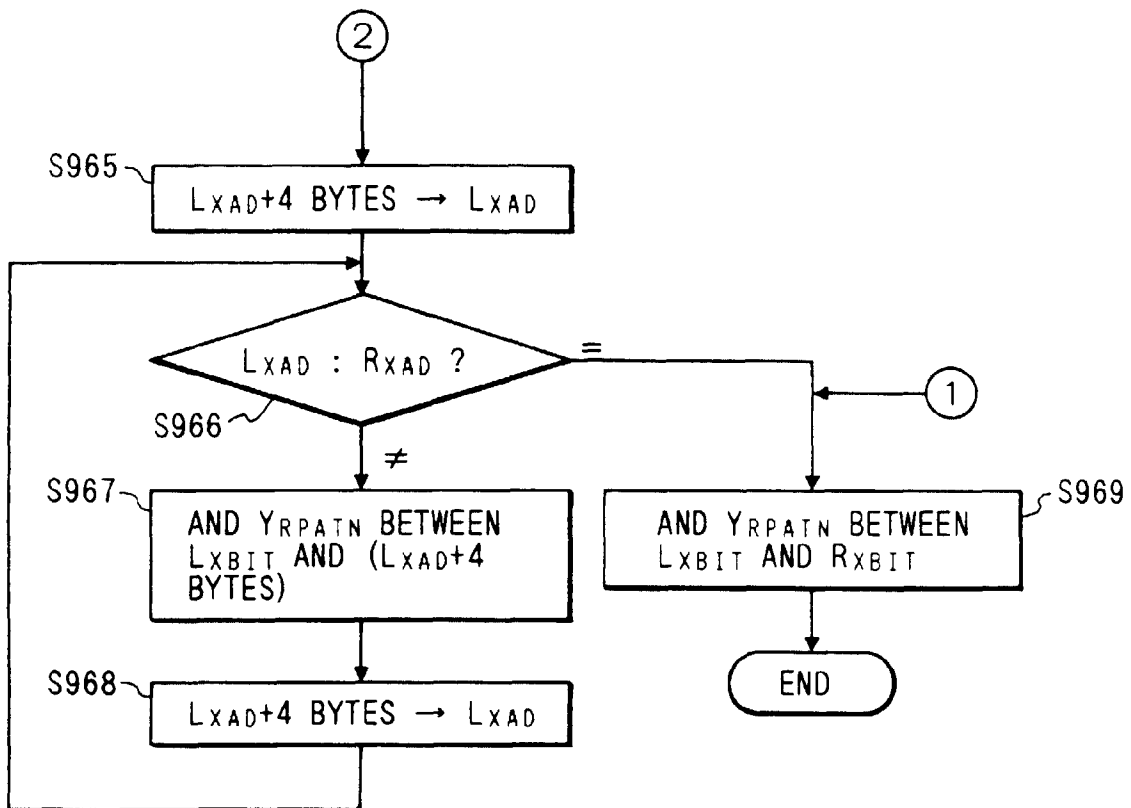 2
S965
LXAD+4 BYTES → LXAD
LXAD : RXAD ?
=
1
S966
≠
S967
AND YRPATN BETWEEN
LXBIT AND (LXAD+4
BYTES)
S969
AND YRPATN BETWEEN
LXBIT AND RXBIT
S968
LXAD+4 BYTES → LXAD
END